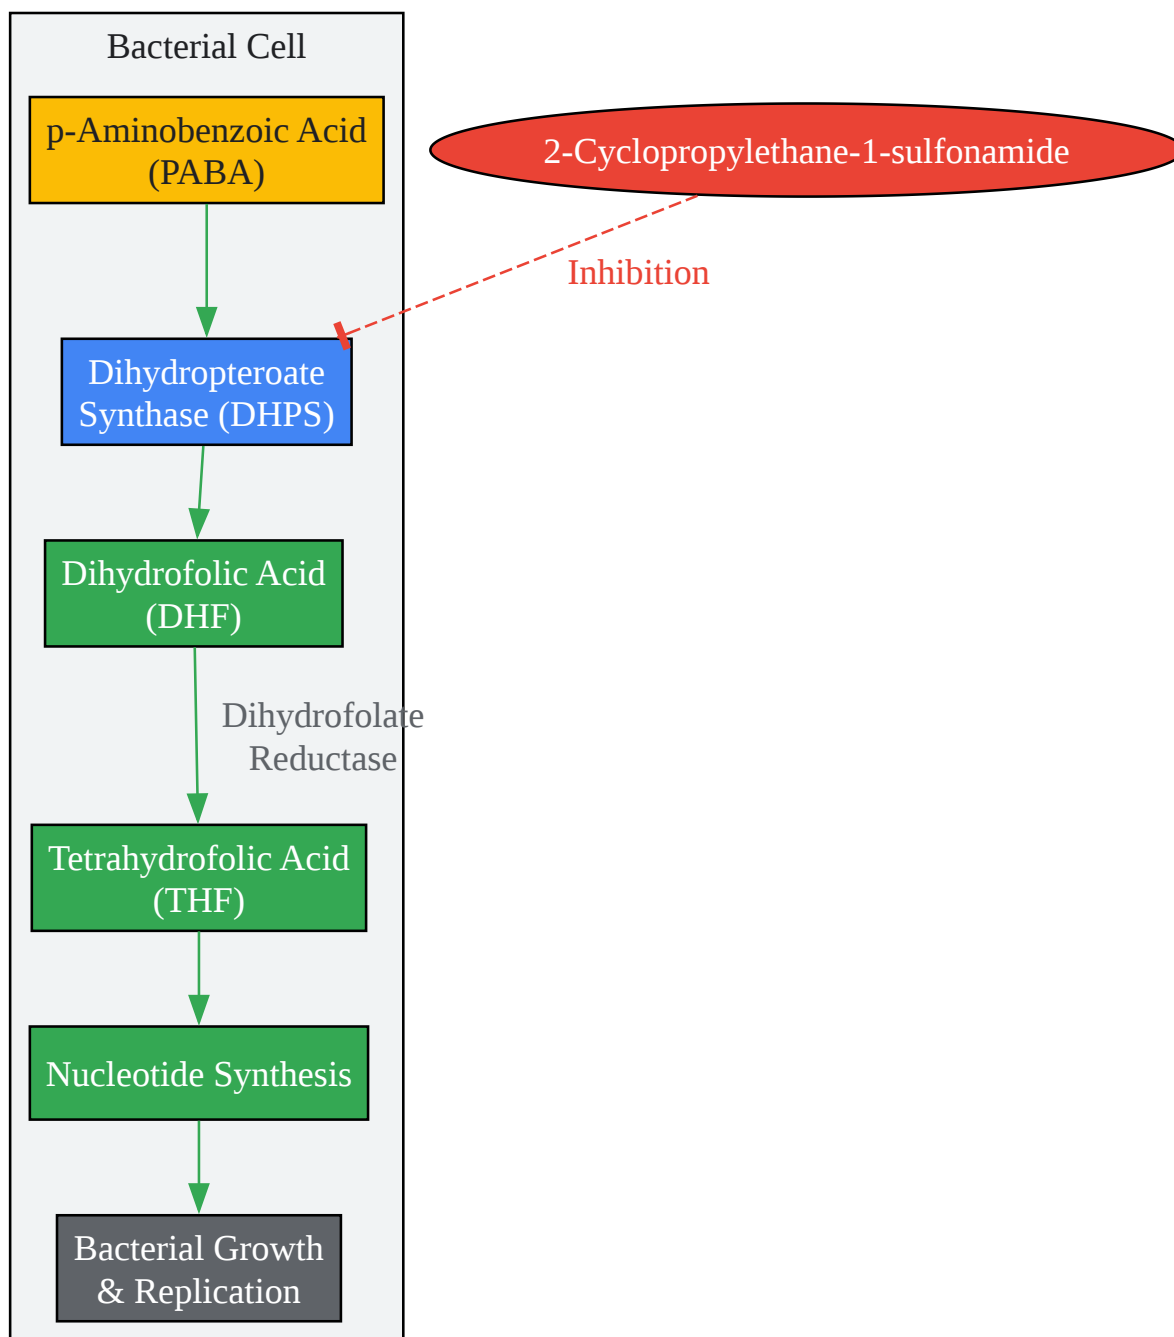 Bacterial Cell
p-Aminobenzoic Acid
(PABA)
2-Cyclopropylethane-1-sulfonamide
Inhibition
Dihydropteroate
Synthase (DHPS)
Dihydrofolic Acid
(DHF)
Dihydrofolate
Reductase
Tetrahydrofolic Acid
(THF)
Nucleotide Synthesis
Bacterial Growth
& Replication